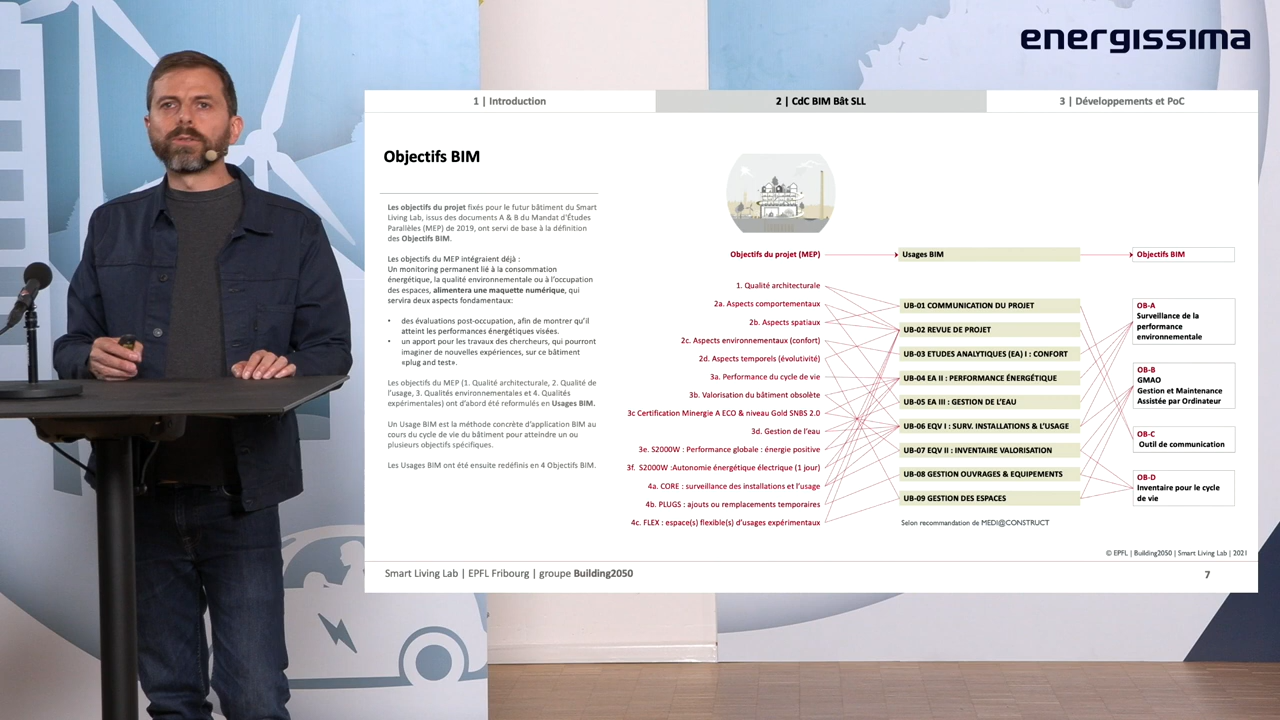 energissima
1 | Introduction
2 | CdC BIM Bât SLL
3 | Développements et PoC
Objectifs BIM
Les objectifs du projet fixés pour le futur bâtiment du Smart
Living Lab, issus des documents A & B du Mandat d'Études
Parallèles (MEP) de 2019, ont servi de base à la définition
des Objectifs BIM.
Les objectifs du MEP intégraient déjà :
Un monitoring permanent lié à la consommation
énergétique, la qualité environnementale ou à l'occupation
des espaces, alimentera une maquette numérique, qui
servira deux aspects fondamentaux:
• des évaluations post-occupation, afin de montrer qu'il
atteint les performances énergétiques visées.
• un apport pour les travaux des chercheurs, qui pourront
imaginer de nouvelles expériences, sur ce bâtiment
«plug and test».
Les objectifs du MEP (1. Qualité architecturale, 2. Qualité de
l'usage, 3. Qualités environnementales et 4. Qualités
expérimentales) ont d'abord été reformulés en Usages BIM.
Un Usage BIM est la méthode concrète d'application BIM au
cours du cycle de vie du bâtiment pour atteindre un ou
plusieurs objectifs spécifiques.
Les Usages BIM ont été ensuite redéfinis en 4 Objectifs BIM.
Objectifs du projet (MEP)
1. Qualité architecturale
2a. Aspects comportementaux
2b. Aspects spatiaux
2c. Aspects environnementaux (confort)
2d. Aspects temporels (évolutivité)
3a. Performance du cycle de vie
3b. Valorisation du bâtiment obsolète
3c Certification Minergie A ECO & niveau Gold SNBS 2.0
3d. Gestion de l'eau
3e. S2000W : Performance globale : énergie positive
3f. S2000W :Autonomie énergétique électrique (1 jour)
4a. CORE : surveillance des installations et l'usage
4b. PLUGS : ajouts ou remplacements temporaires
4c. FLEX : espace(s) flexible(s) d'usages expérimentaux
Usages BIM
UB-01 COMMUNICATION DU PROJET
UB-02 REVUE DE PROJET
UB-03 ETUDES ANALYTIQUES (EA) I : CONFORT
UB-04 EA II : PERFORMANCE ÉNERGÉTIQUE
UB-05 EA III : GESTION DE L'EAU
UB-06 EQV I : SURV. INSTALLATIONS & L'USAGE
UB-07 EQV II : INVENTAIRE VALORISATION
UB-08 GESTION OUVRAGES & EQUIPEMENTS
UB-09 GESTION DES ESPACES
Selon recommandation de MEDI@CONSTRUCT
Objectifs BIM
OB-A
Surveillance de la
performance
environnementale
OB-B
GMAO
Gestion et Maintenance
Assistée par Ordinateur
OB-C
Outil de communication
OB-D
Inventaire pour le cycle
de vie
© EPFL | Building2050 | Smart Living Lab | 2021
Smart Living Lab | EPFL Fribourg | groupe Building2050
7